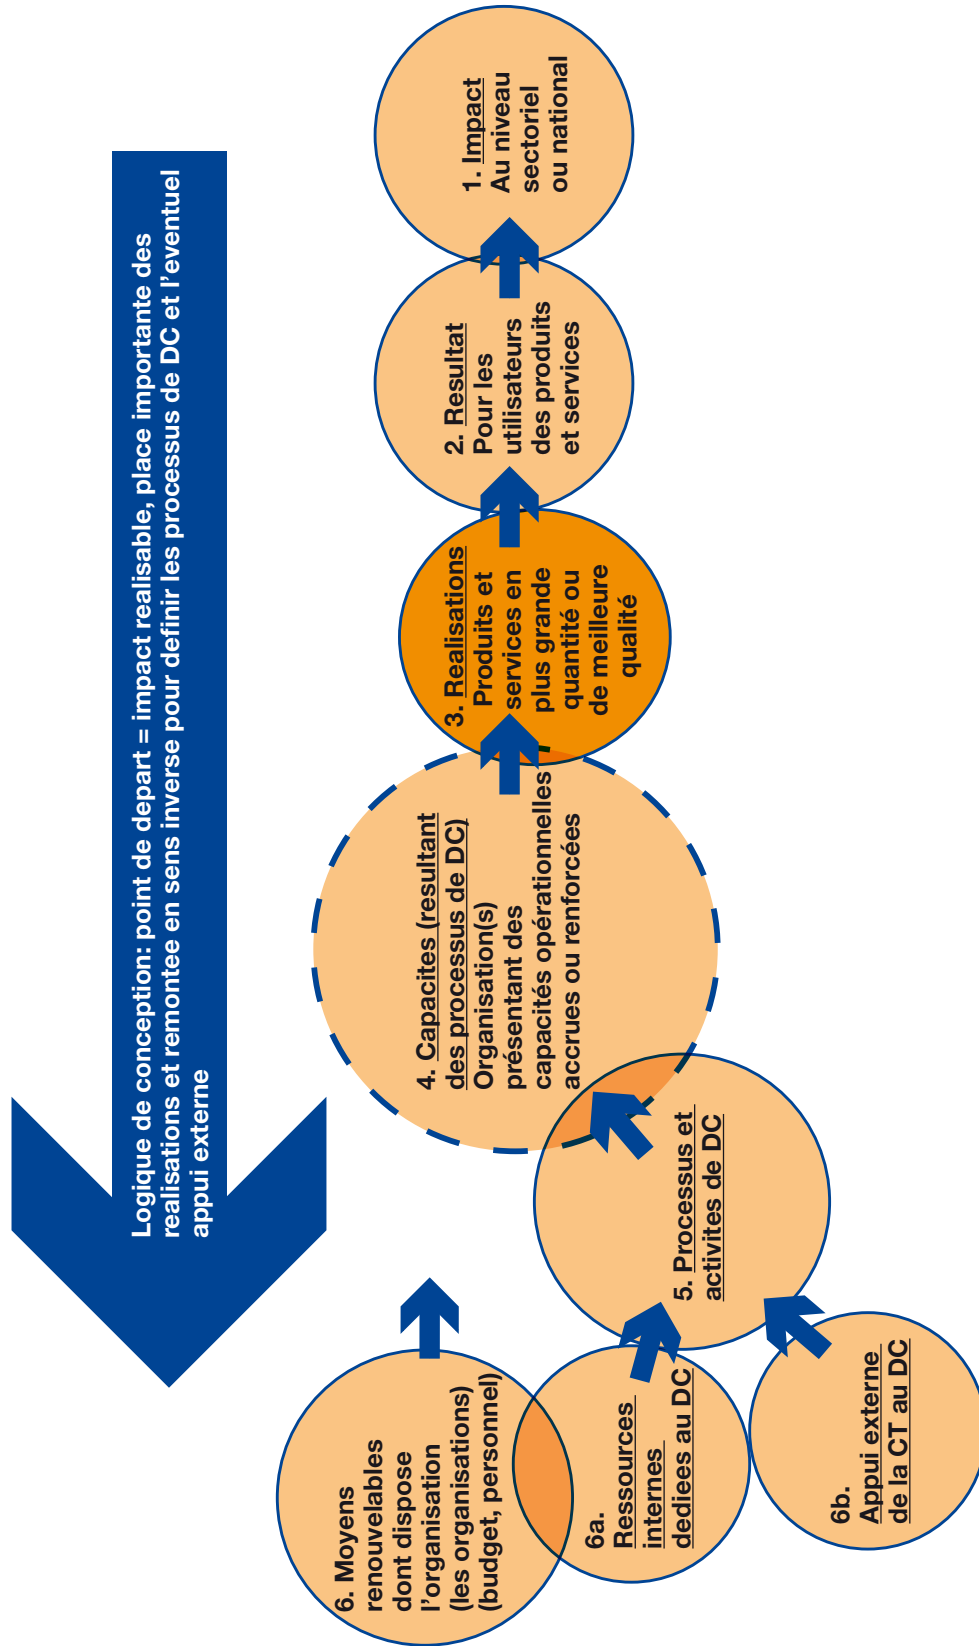 Logique de conception: point de depart = impact realisable, place importante des
realisations et remontee en sens inverse pour definir les processus de DC et l'eventuel
appui externe
1. Impact
Au niveau
sectoriel
ou national
2. Resultat
Pour les
utilisateurs
des produits
et services
3. Realisations
Produits et
services en
plus grande
quantité ou
de meilleure
qualité
4. Capacites (resultant
des processus de DC)
Organisation(s)
présentant des
capacités opérationnelles
accrues ou renforcées
5. Processus et
activites de DC
6. Moyens
renouvelables
dont dispose
l'organisation
(les organisations)
(budget, personnel)
6a.
Ressources
internes
dediees au DC
6b.
Appui externe
de la CT au DC